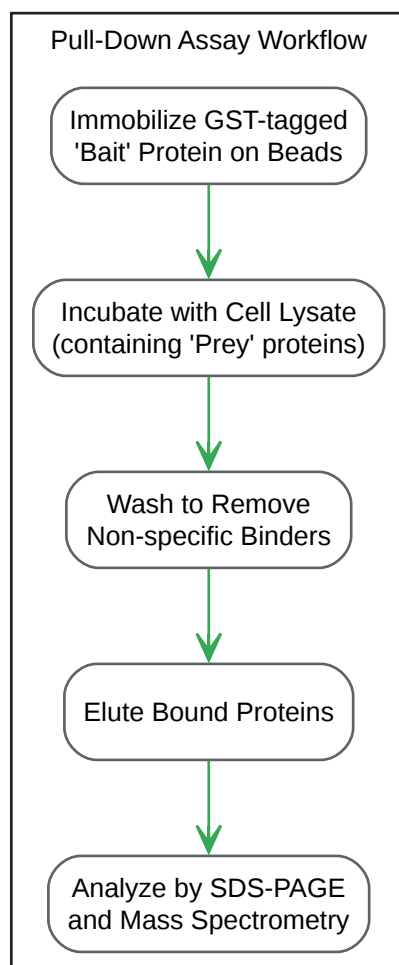 Pull-Down Assay Workflow
Immobilize GST-tagged
'Bait' Protein on Beads
Incubate with Cell Lysate
(containing 'Prey' proteins)
Wash to Remove
Non-specific Binders
Elute Bound Proteins
Analyze by SDS-PAGE
and Mass Spectrometry